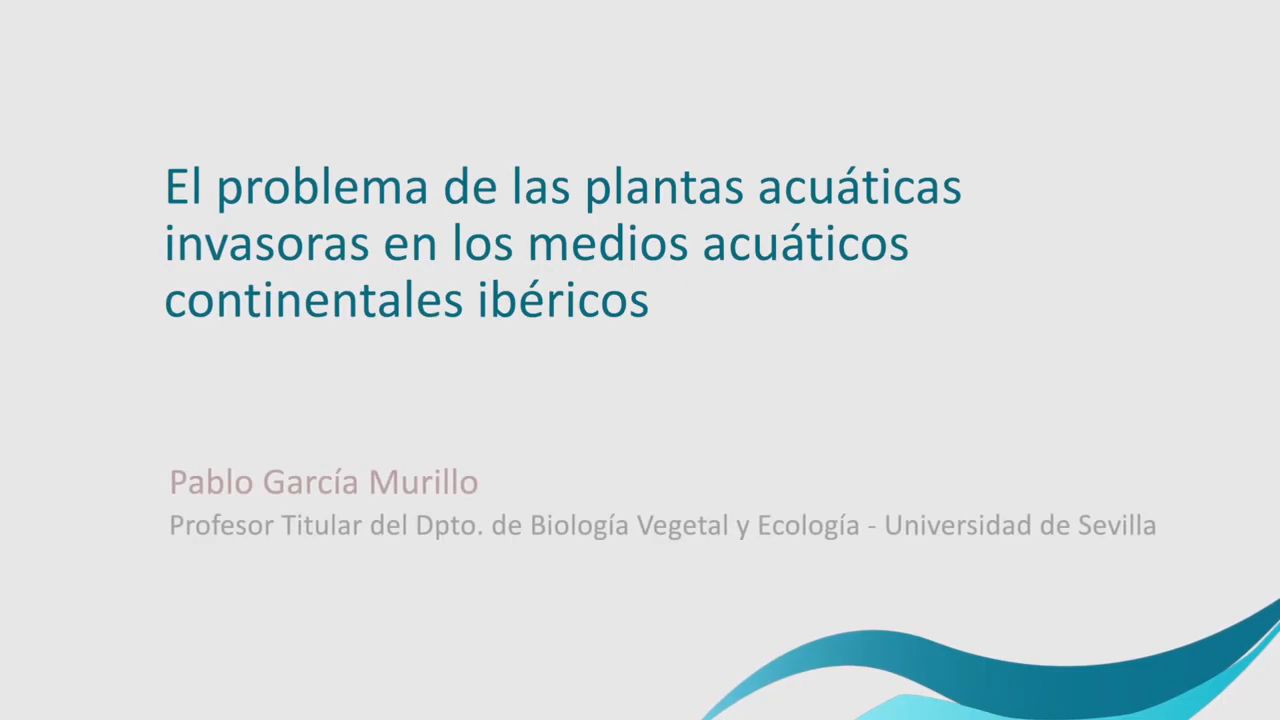 El problema de las plantas acuáticas
invasoras en los medios acuáticos
continentales ibéricos
Pablo García Murillo
Profesor Titular del Dpto. de Biología Vegetal y Ecología - Universidad de Sevilla